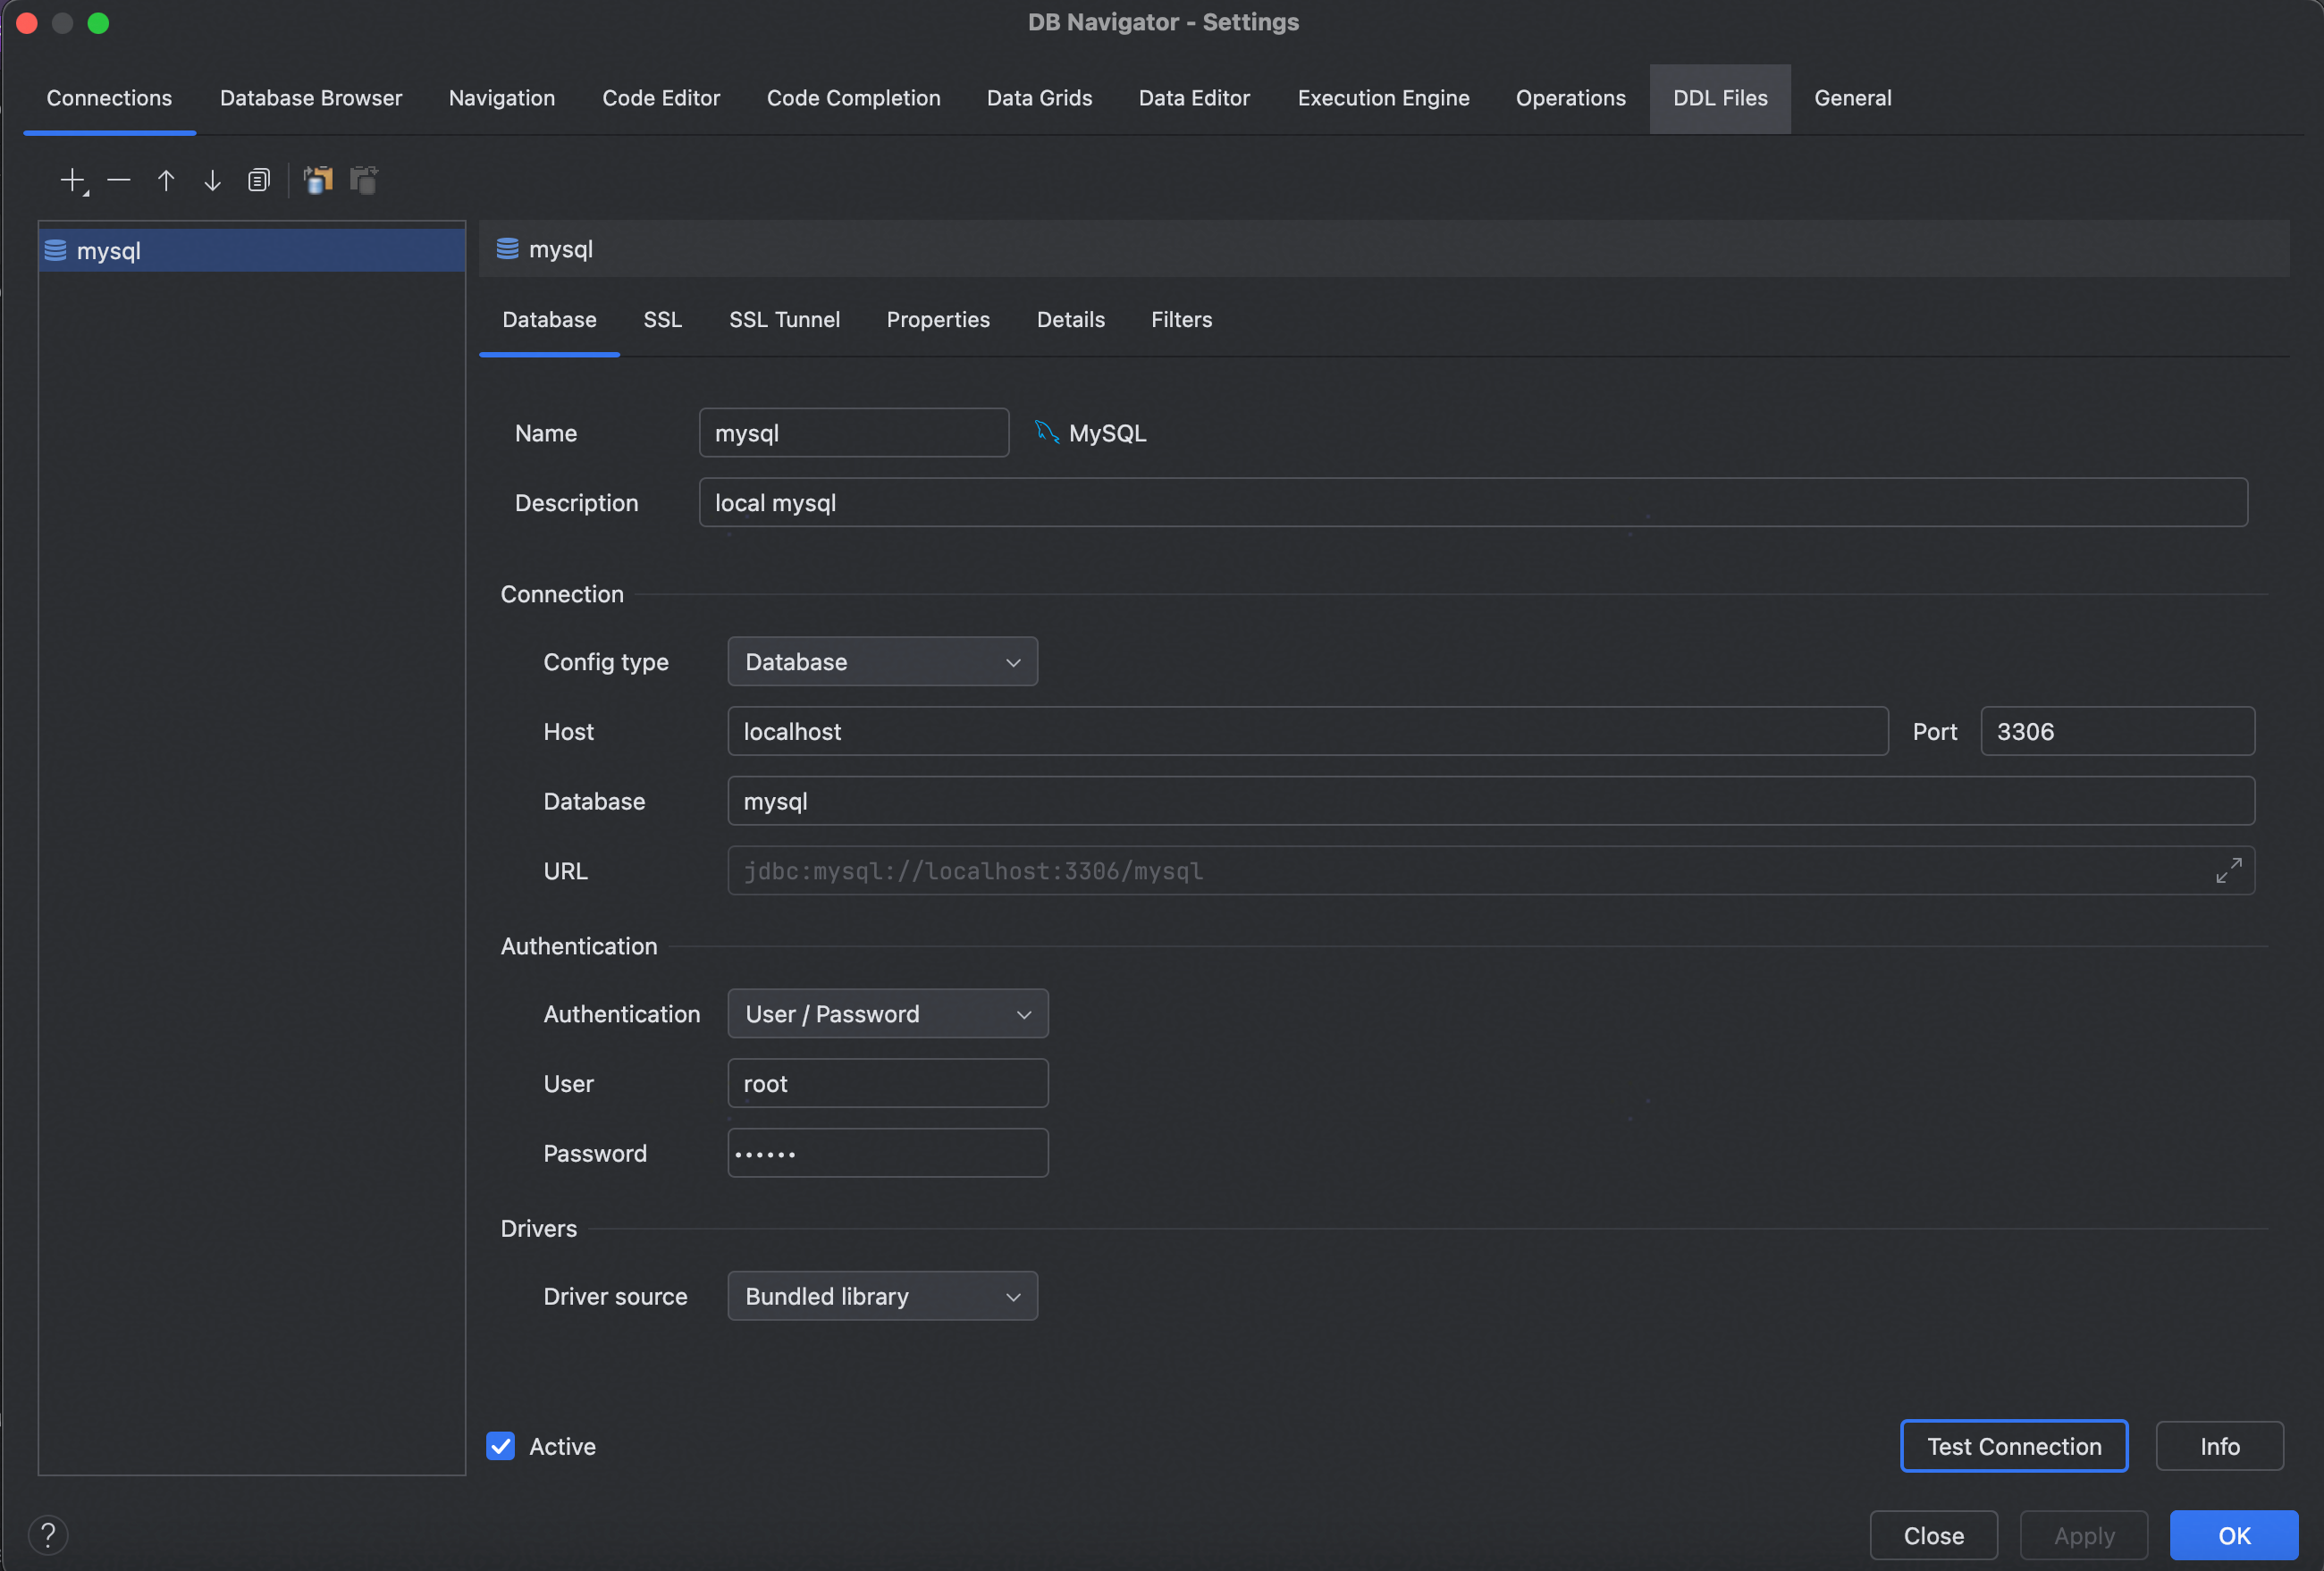 DB Navigator - Settings
Connections Database Browser Navigation Code Editor Code Completion Data Grids Data Editor Execution Engine Operations DDL Files General
mysql
mysql
Database SSL SSL Tunnel Properties Details Filters
Name mysql MySQL
Description local mysql
Connection
Config type Database
Host localhost Port 3306
Database mysql
URL jdbc:mysql://localhost:3306/mysql
Authentication
Authentication User / Password
User root
Password ••••••
Drivers
Driver source Bundled library
Active Test Connection Info
? Close Apply OK